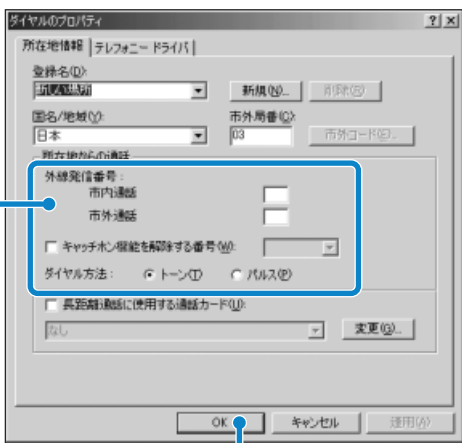 ダイヤルのプロパティ
所在地情報 テレフォニー ドライバ
登録名(D):
新しい場所 新規(N)... 削除(R)
国名/地域(Y): 市外局番(C):
日本 03 市外コード(E)...
所在地からの通話
外線発信番号:
市内通話
市外通話
キャッチホン機能を解除する番号(W):
ダイヤル方法: トーン(T) パルス(P)
長距離通話に使用する通話カード(U):
なし 変更(G)...
OK キャンセル 適用(A)